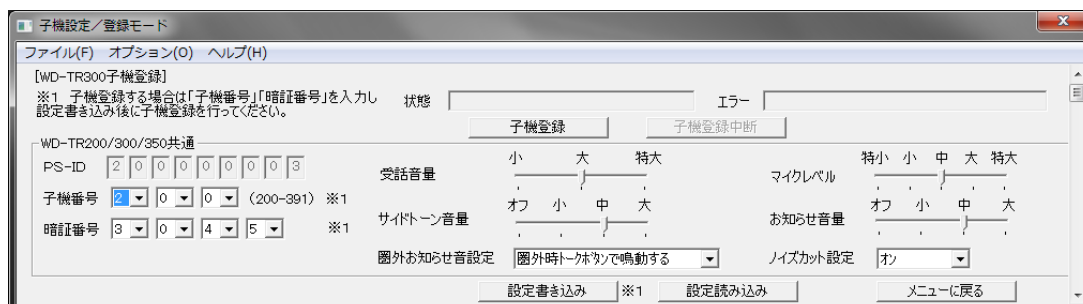 子機設定／登録モード
ファイル(F) オプション(O) ヘルプ(H)
[WD-TR300子機登録]
※1 子機登録する場合は「子機番号」「暗証番号」を入力し
設定書き込み後に子機登録を行ってください。
状態 エラー
子機登録 子機登録中断
WD-TR200/300/350共通
PS-ID 2 0 0 0 0 0 0 0 3
子機番号 2 0 0 (200-391) ※1
暗証番号 3 0 4 5 ※1
受話音量 小 大 特大
マイクレベル 特小 小 中 大 特大
サイドトーン音量 オフ 小 中 大
お知らせ音量 オフ 小 中 大
圏外お知らせ音設定 圏外時トークボタンで鳴動する
ノイズカット設定 オン
設定書き込み ※1 設定読み込み メニューに戻る